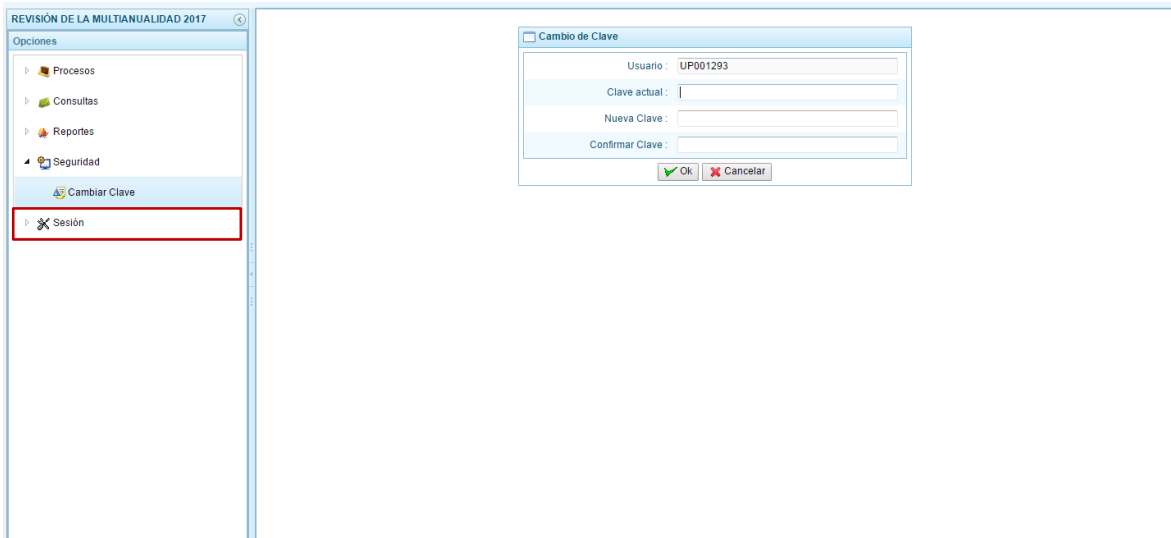 REVISIÓN DE LA MULTIANUALIDAD 2017
Opciones
Procesos
Consultas
Reportes
Seguridad
Cambiar Clave
Sesión
Cambio de Clave
Usuario : UP001293
Clave actual :
Nueva Clave :
Confirmar Clave :
Ok Cancelar